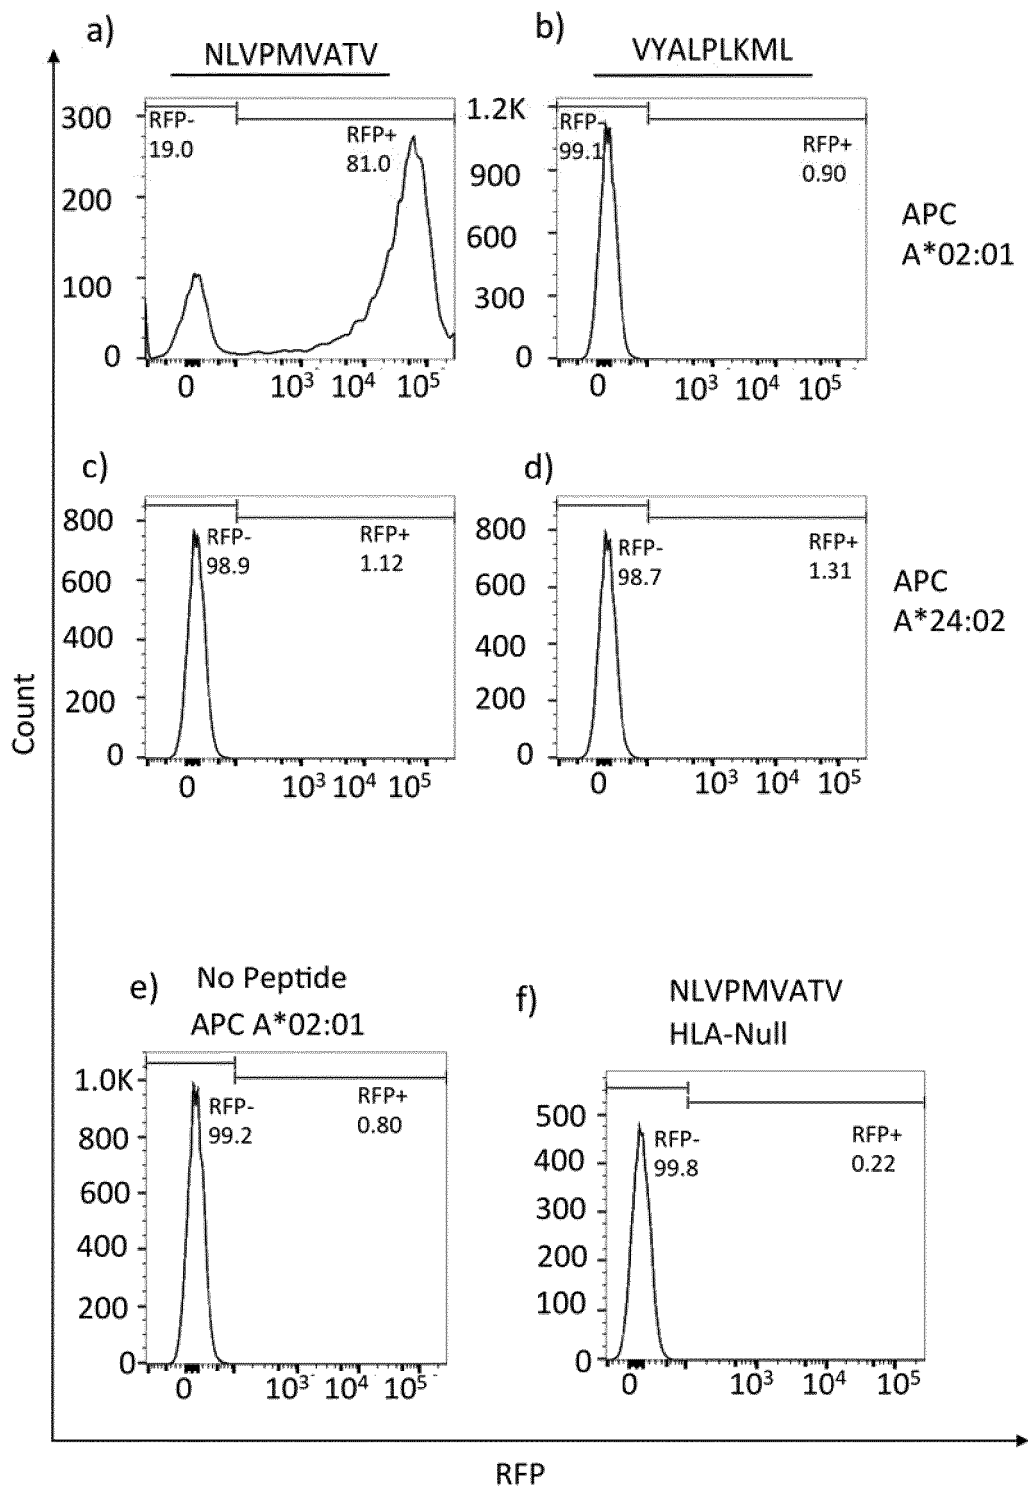 a)
NLVPMVATV
b)
VYALPLKML
300
200
100
0
RFP-
19.0
RFP+
81.0
0
10³
10⁴
10⁵
1.2K
900
600
300
0
RFP-
99.1
RFP+
0.90
0
10³
10⁴
10⁵
APC
A*02:01
c)
800
600
400
200
0
RFP-
98.9
RFP+
1.12
0
10³
10⁴
10⁵
d)
800
600
400
200
0
RFP-
98.7
RFP+
1.31
0
10³
10⁴
10⁵
APC
A*24:02
Count
e)
No Peptide
APC A*02:01
1.0K
800
600
400
200
0
RFP-
99.2
RFP+
0.80
0
10³
10⁴
10⁵
f)
NLVPMVATV
HLA-Null
500
400
300
200
100
0
RFP-
99.8
RFP+
0.22
0
10³
10⁴
10⁵
RFP